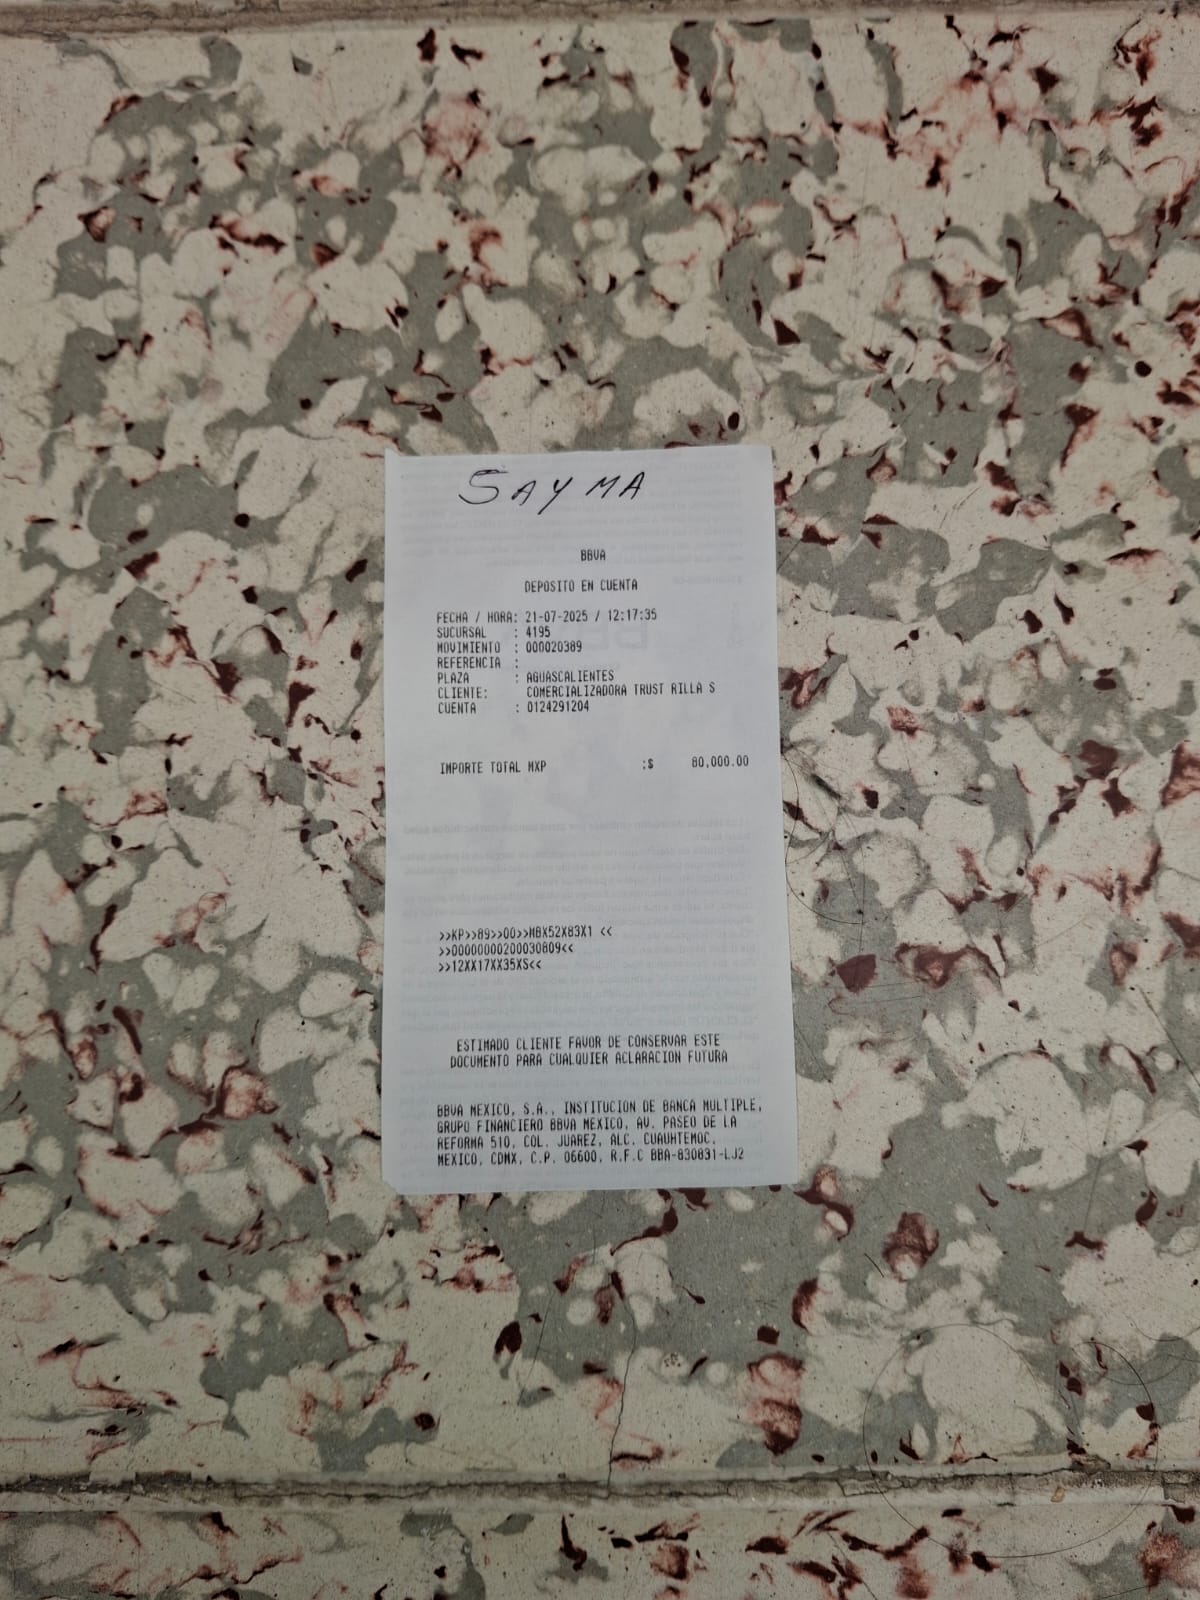 SAYMA
BBVA
DEPOSITO EN CUENTA
FECHA / HORA: 21-07-2025 / 12:17:35
SUCURSAL : 4195
MOVIMIENTO : 000020389
REFERENCIA :
PLAZA : AGUASCALIENTES
CLIENTE: COMERCIALIZADORA TRUST RILLA S
CUENTA : 0124291204
IMPORTE TOTAL MXP :$ 80,000.00
>>KP>>89>>00>>MBX52X83X1 <<
>>00000000200030809<<
>>12XX17XX35XS<<
ESTIMADO CLIENTE FAVOR DE CONSERVAR ESTE
DOCUMENTO PARA CUALQUIER ACLARACION FUTURA
BBVA MEXICO, S.A., INSTITUCION DE BANCA MULTIPLE,
GRUPO FINANCIERO BBVA MEXICO, AV. PASEO DE LA
REFORMA 510, COL. JUAREZ, ALC. CUAUHTEMOC,
MEXICO, CDMX, C.P. 06600, R.F.C BBA-830831-LJ2